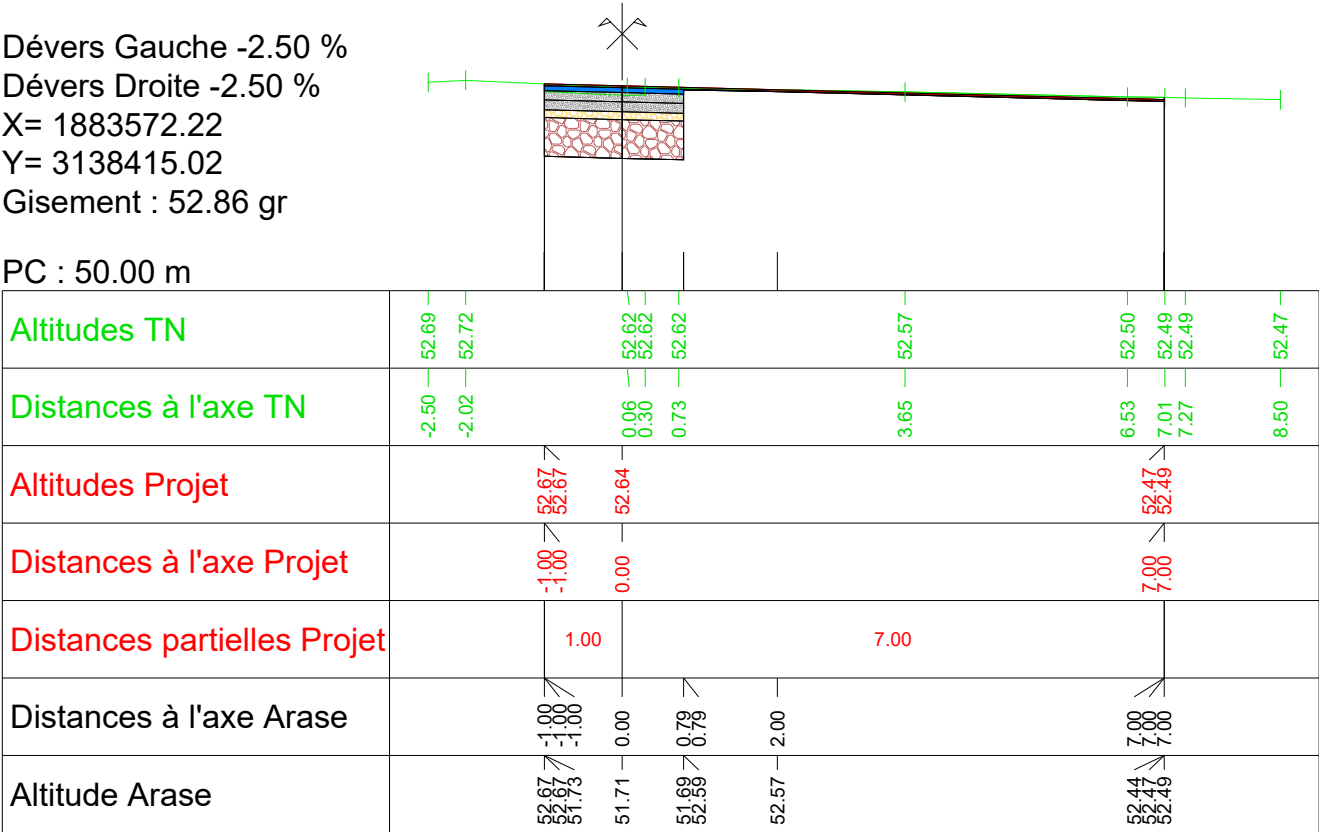 Dévers Gauche -2.50 %
Dévers Droite -2.50 %
X= 1883572.22
Y= 3138415.02
Gisement : 52.86 gr
PC : 50.00 m
Altitudes TN 52.69 52.72 52.62 52.62 52.62 52.57 52.50 52.49 52.49 52.47
Distances à l'axe TN -2.50 -2.02 0.06 0.30 0.73 3.65 6.53 7.01 7.27 8.50
Altitudes Projet 52.67 52.67 52.64 52.47 52.49
Distances à l'axe Projet -1.00 -1.00 0.00 7.00 7.00
Distances partielles Projet 1.00 7.00
Distances à l'axe Arase -1.00 -1.00 -1.00 0.00 0.79 0.79 2.00 7.00 7.00 7.00
Altitude Arase 52.67 52.67 51.73 51.71 51.69 52.59 52.57 52.44 52.47 52.49